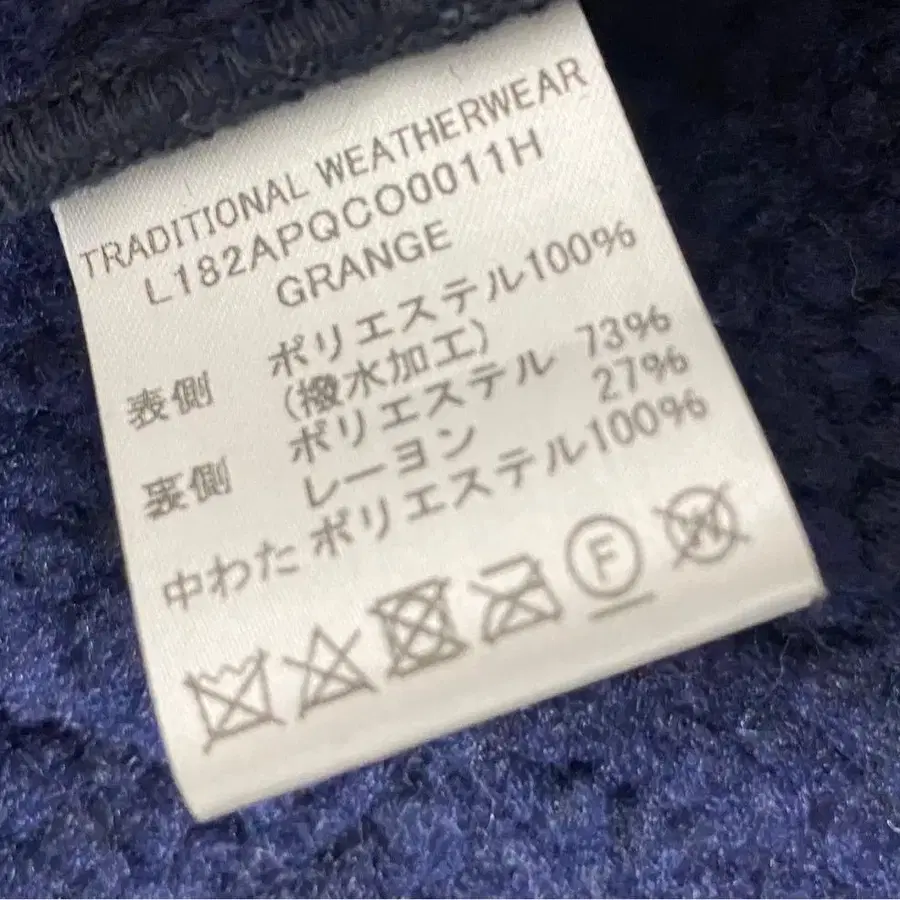 TRADITIONAL WEATHERWEAR
L182APQCO0011H
GRANGE
表側 ポリエステル100%
(撥水加工)
裏側 ポリエステル 73%
レーヨン 27%
中わた ポリエステル100%
F
W